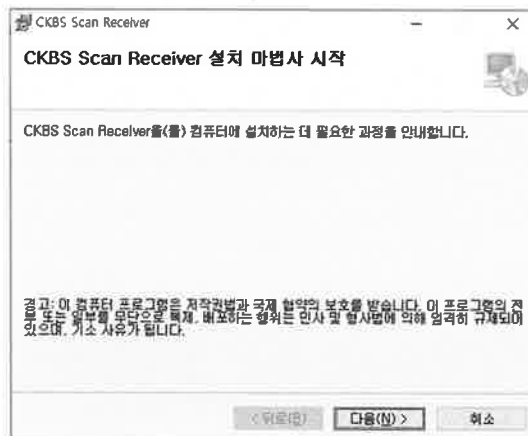 CKBS Scan Receiver
CKBS Scan Receiver 설치 마법사 시작
CKBS Scan Receiver을(를) 컴퓨터에 설치하는 데 필요한 과정을 안내합니다.
경고: 이 컴퓨터 프로그램은 저작권법과 국제 협약의 보호를 받습니다. 이 프로그램의 전
부 또는 일부를 무단으로 복제, 배포하는 행위는 민사 및 형사법에 의해 엄격히 규제되어
있으며, 기소 사유가 됩니다.
< 뒤로(B) 다음(N) > 취소